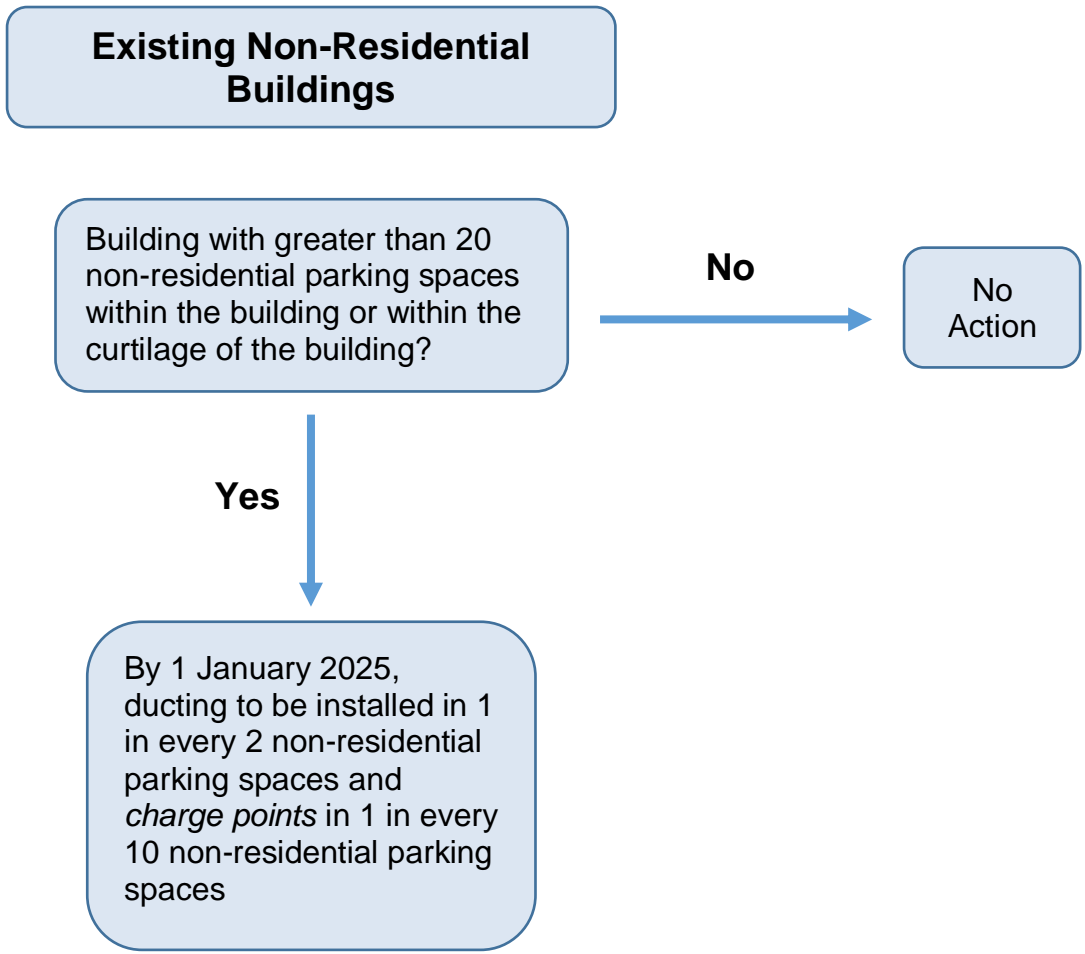 Existing Non-Residential
Buildings
Building with greater than 20
non-residential parking spaces
within the building or within the
curtilage of the building?
No
No
Action
Yes
By 1 January 2025,
ducting to be installed in 1
in every 2 non-residential
parking spaces and
charge points in 1 in every
10 non-residential parking
spaces